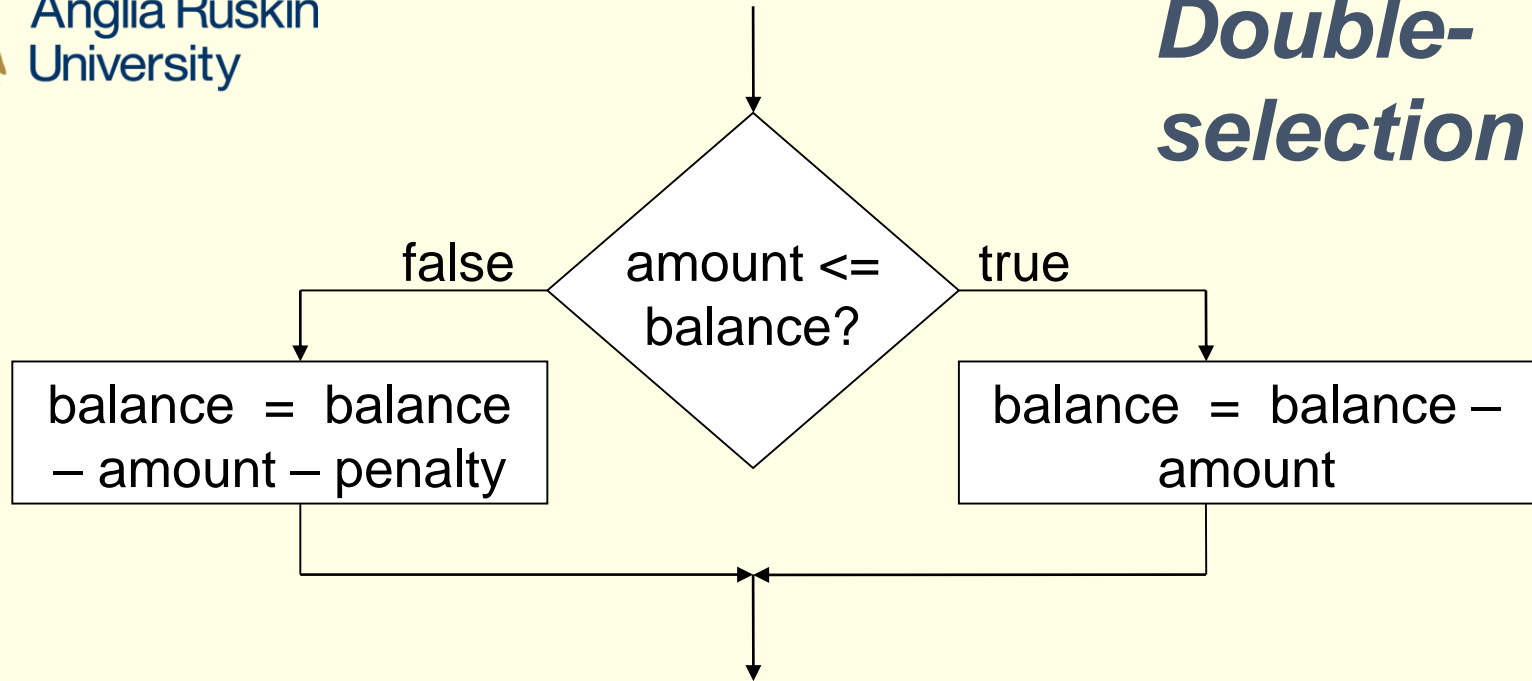 Anglia Ruskin
University
Double-
selection
false
amount <=
balance?
true
balance = balance
– amount – penalty
balance = balance –
amount